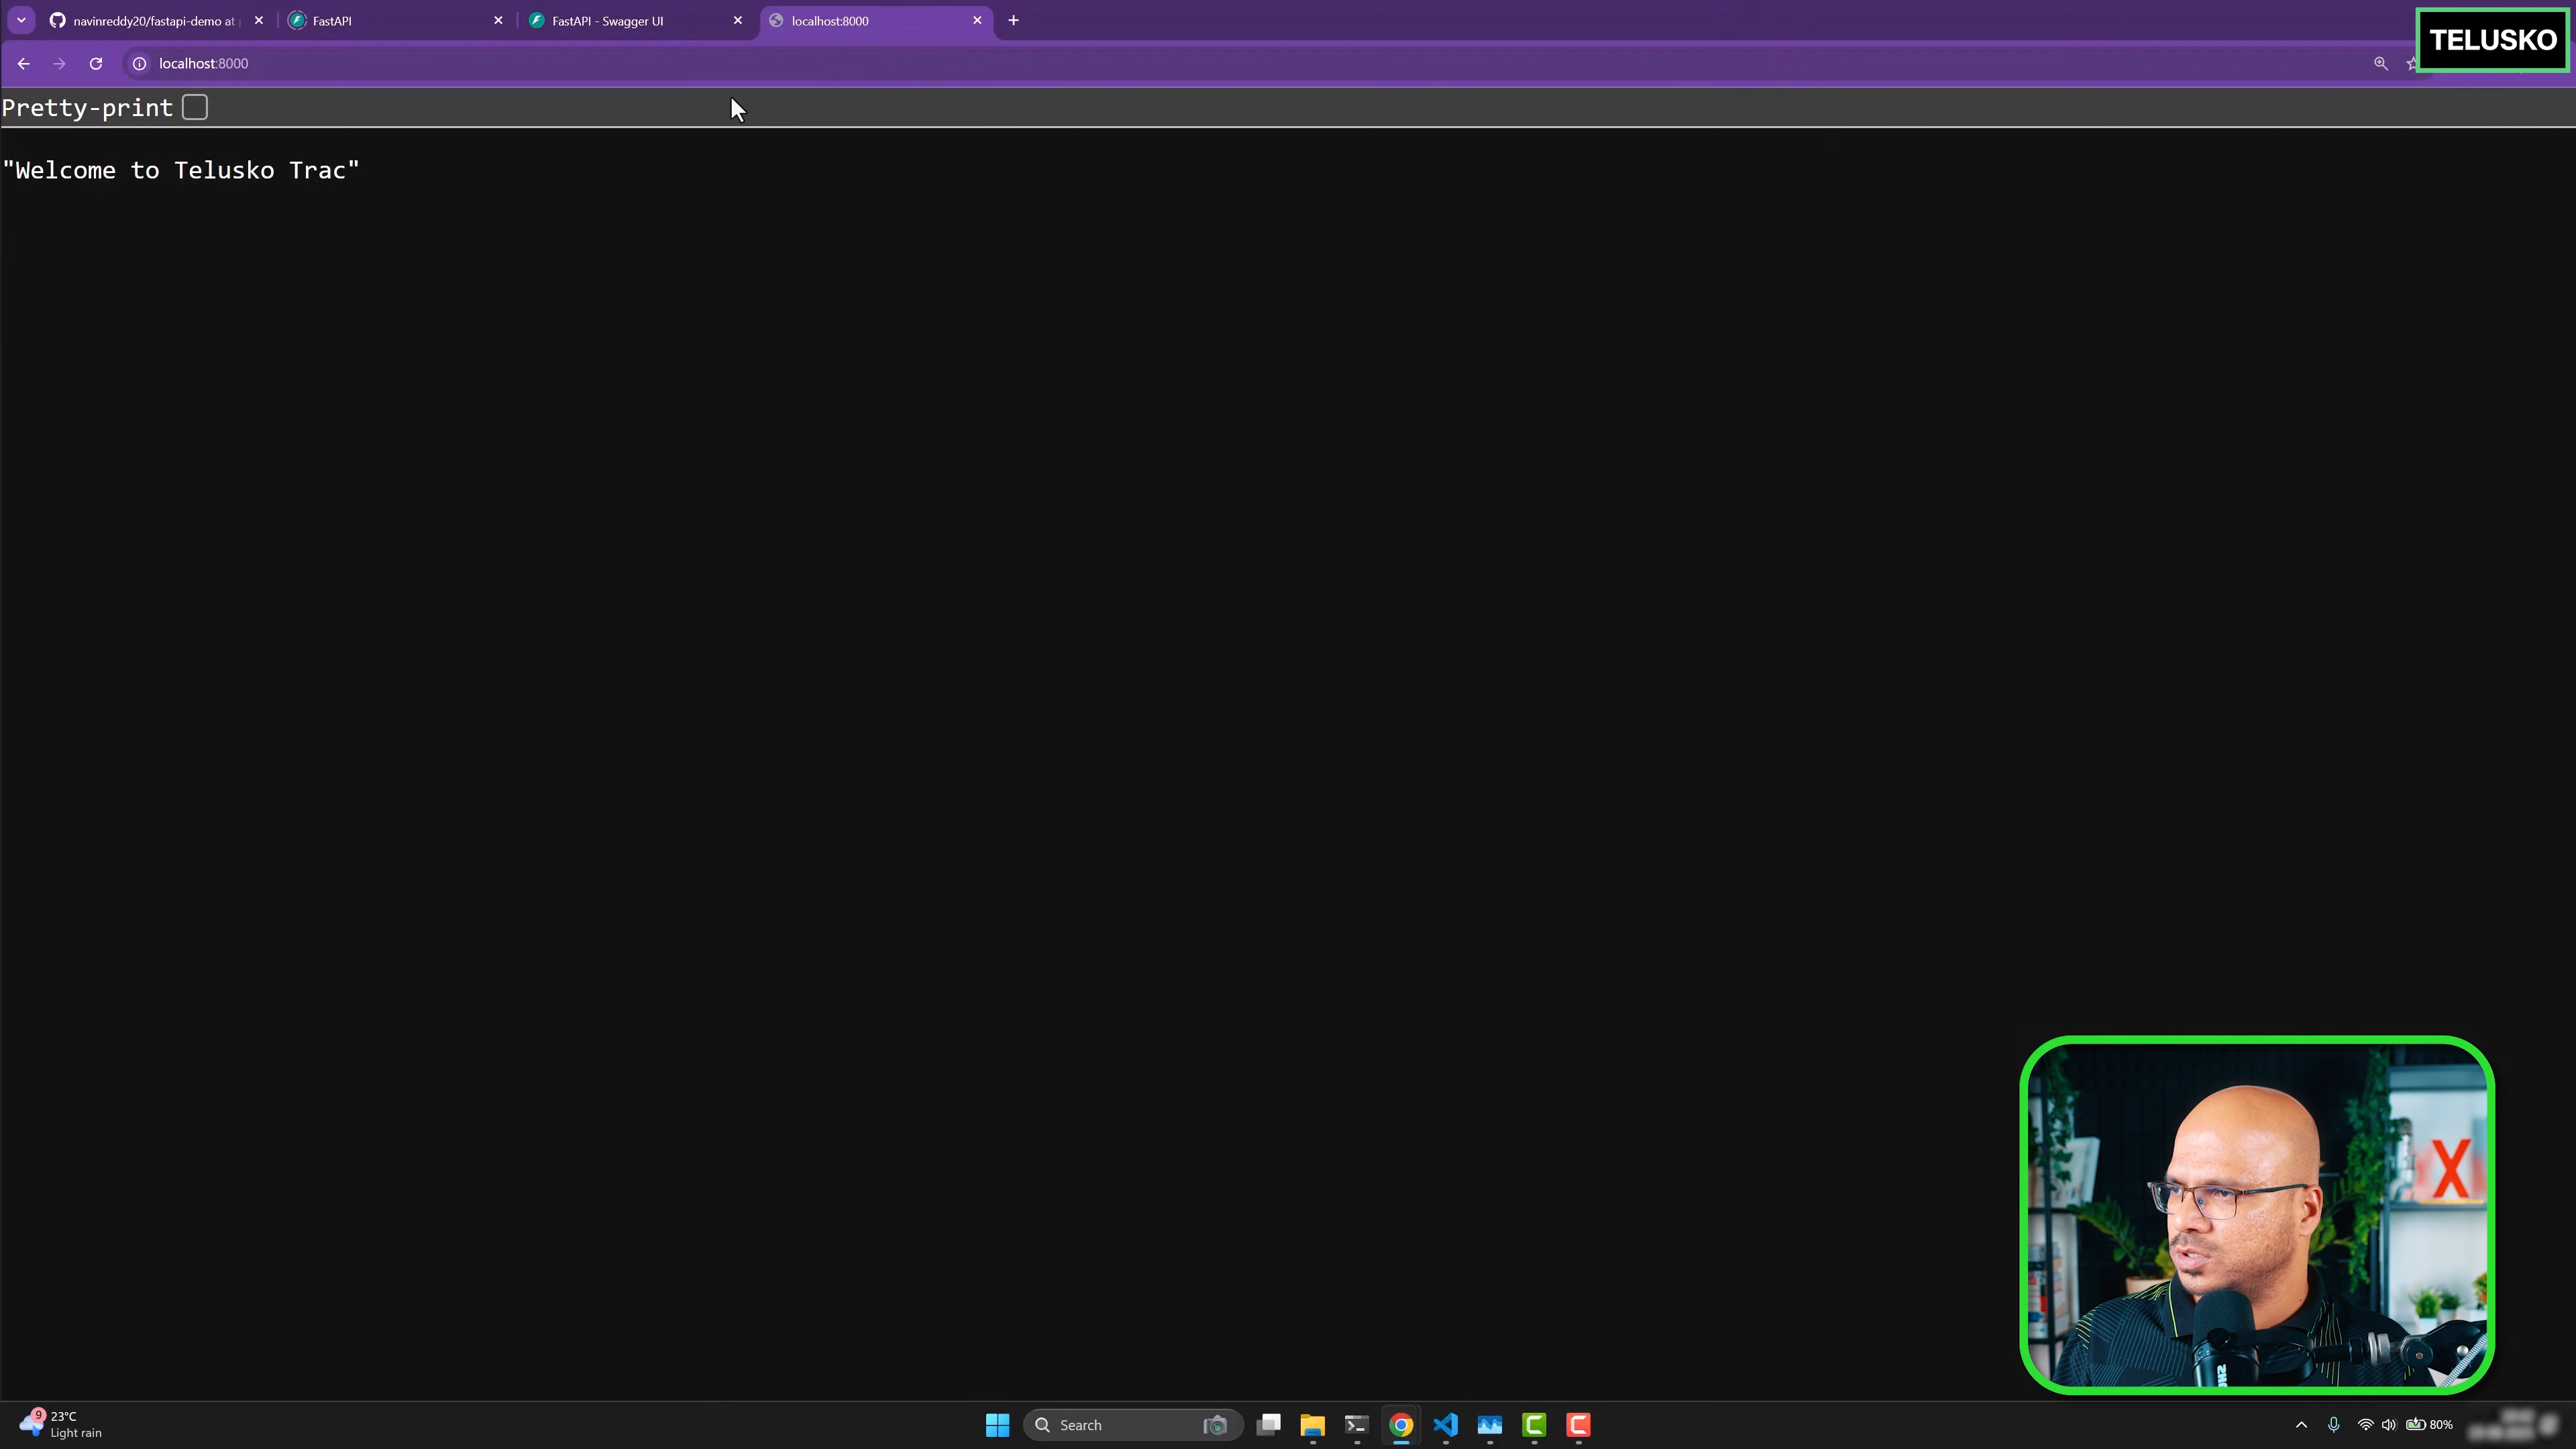 navinreddy20/fastapi-demo at
FastAPI
FastAPI - Swagger UI
localhost:8000
TELUSKO
localhost:8000
Pretty-print
"Welcome to Telusko Trac"
X
9
23°C
Light rain
Search
80%